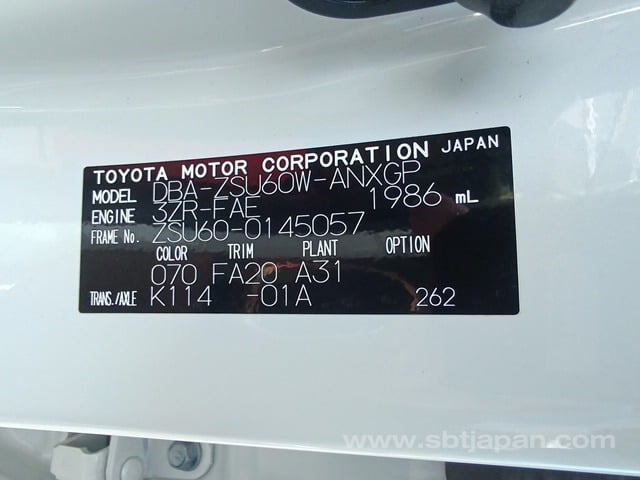 TOYOTA MOTOR CORPORATION JAPAN
MODEL DBA-ZSU60W-ANXGP
ENGINE 3ZR-FAE 1986 mL
FRAME No. ZSU60-0145057
COLOR TRIM PLANT OPTION
070 FA20 A31
TRANS./AXLE K114 -01A 262
www.sbtjapan.com